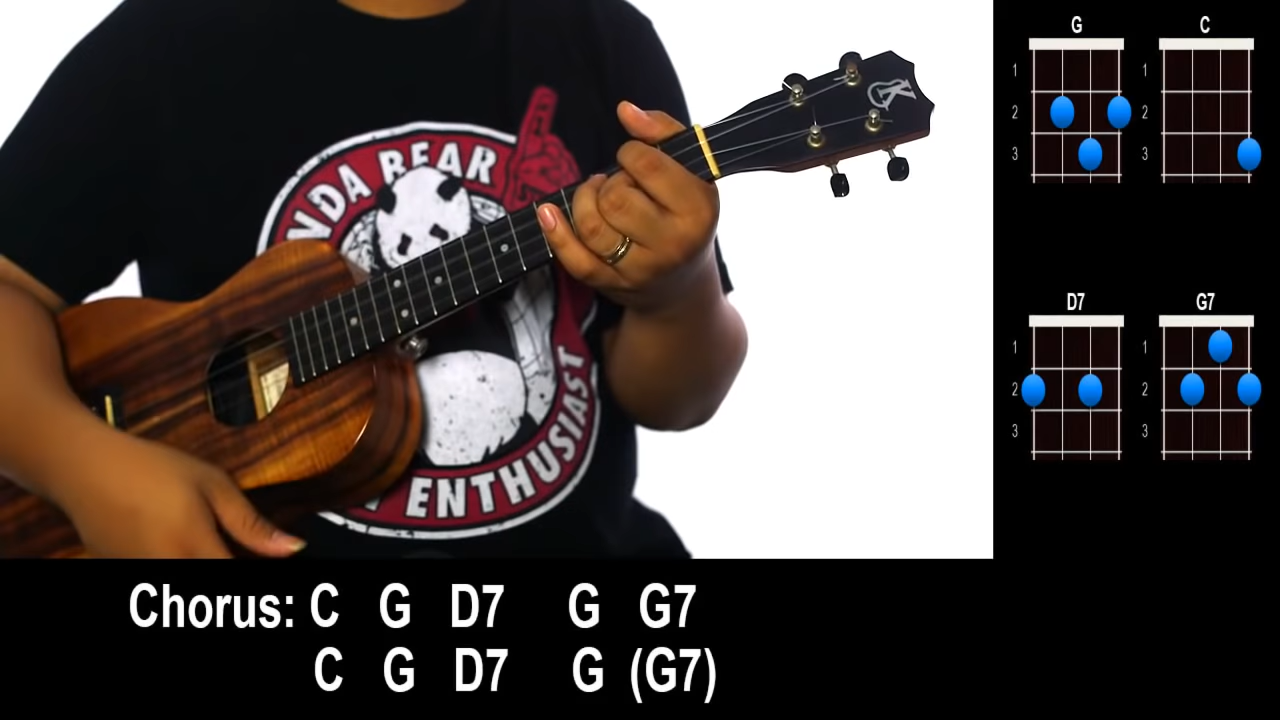 G C
1 1
2 2
3 3
NDA BEAR
ENTHUSIAST
D7 G7
1 1
2 2
3 3
K
Chorus: C G D7 G G7
C G D7 G (G7)